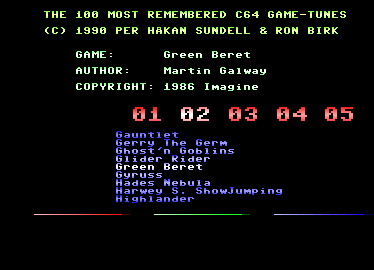 THE 100 MOST REMEMBERED C64 GAME-TUNES
(C) 1990 PER HAKAN SUNDELL & RON BIRK
GAME: Green Beret
AUTHOR: Martin Galway
COPYRIGHT: 1986 Imagine
01 02 03 04 05
Gauntlet
Gerry The Germ
Ghost'n Goblins
Glider Rider
Green Beret
Gyruss
Hades Nebula
Harwey S. ShowJumping
Highlander